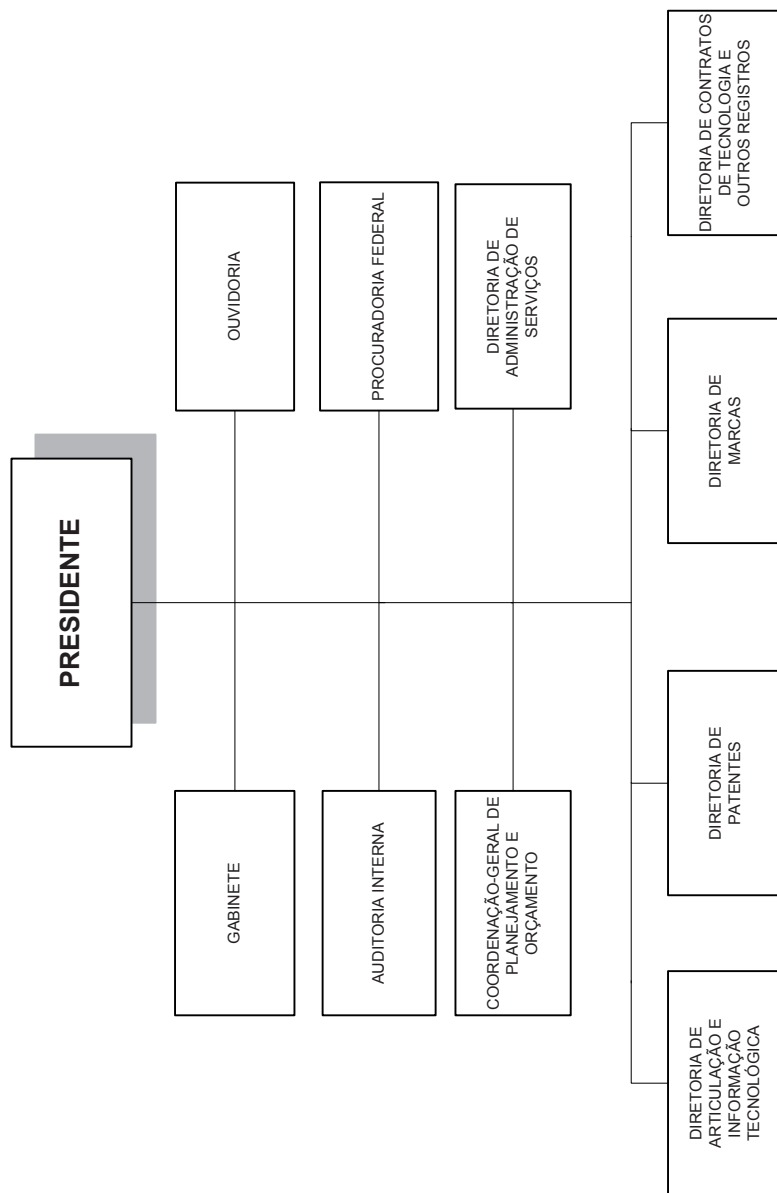 PRESIDENTE
GABINETE
OUVIDORIA
AUDITORIA INTERNA
PROCURADORIA FEDERAL
COORDENAÇÃO-GERAL DE
PLANEJAMENTO E
ORÇAMENTO
DIRETORIA DE
ADMINISTRAÇÃO DE
SERVIÇOS
DIRETORIA DE
ARTICULAÇÃO E
INFORMAÇÃO
TECNOLÓGICA
DIRETORIA DE
PATENTES
DIRETORIA DE
MARCAS
DIRETORIA DE CONTRATOS
DE TECNOLOGIA E
OUTROS REGISTROS